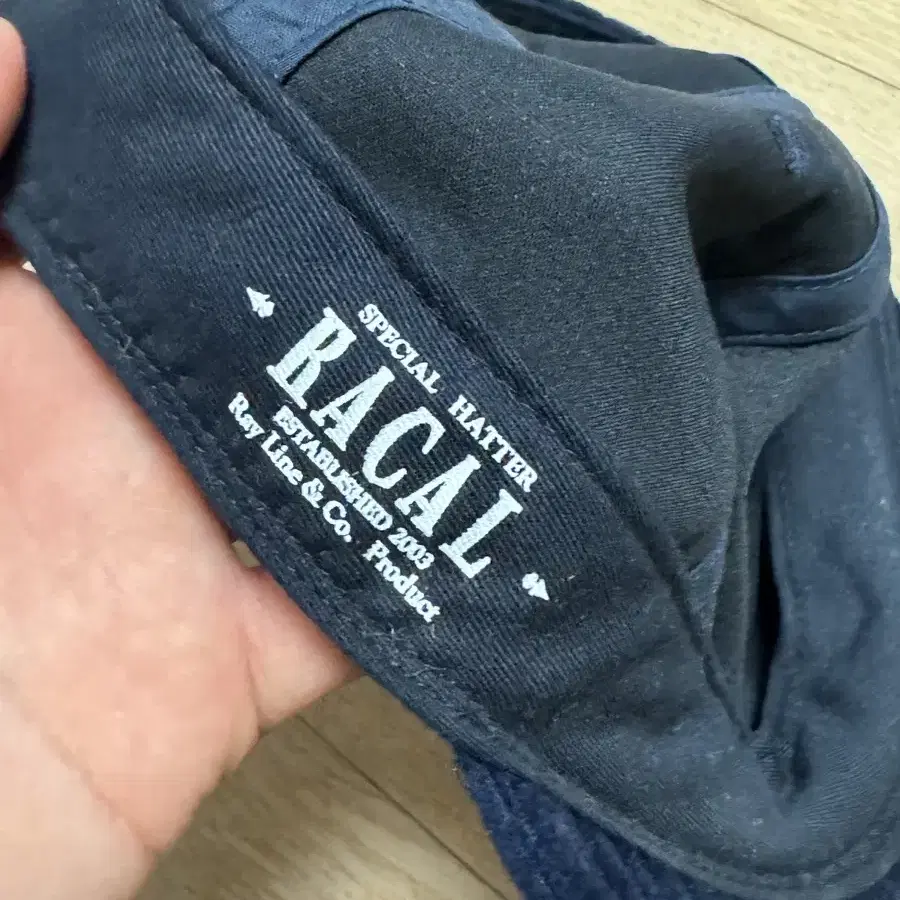 SPECIAL HATTER
RACAL
ESTABLISHED 2003
Ray Line & Co. Product